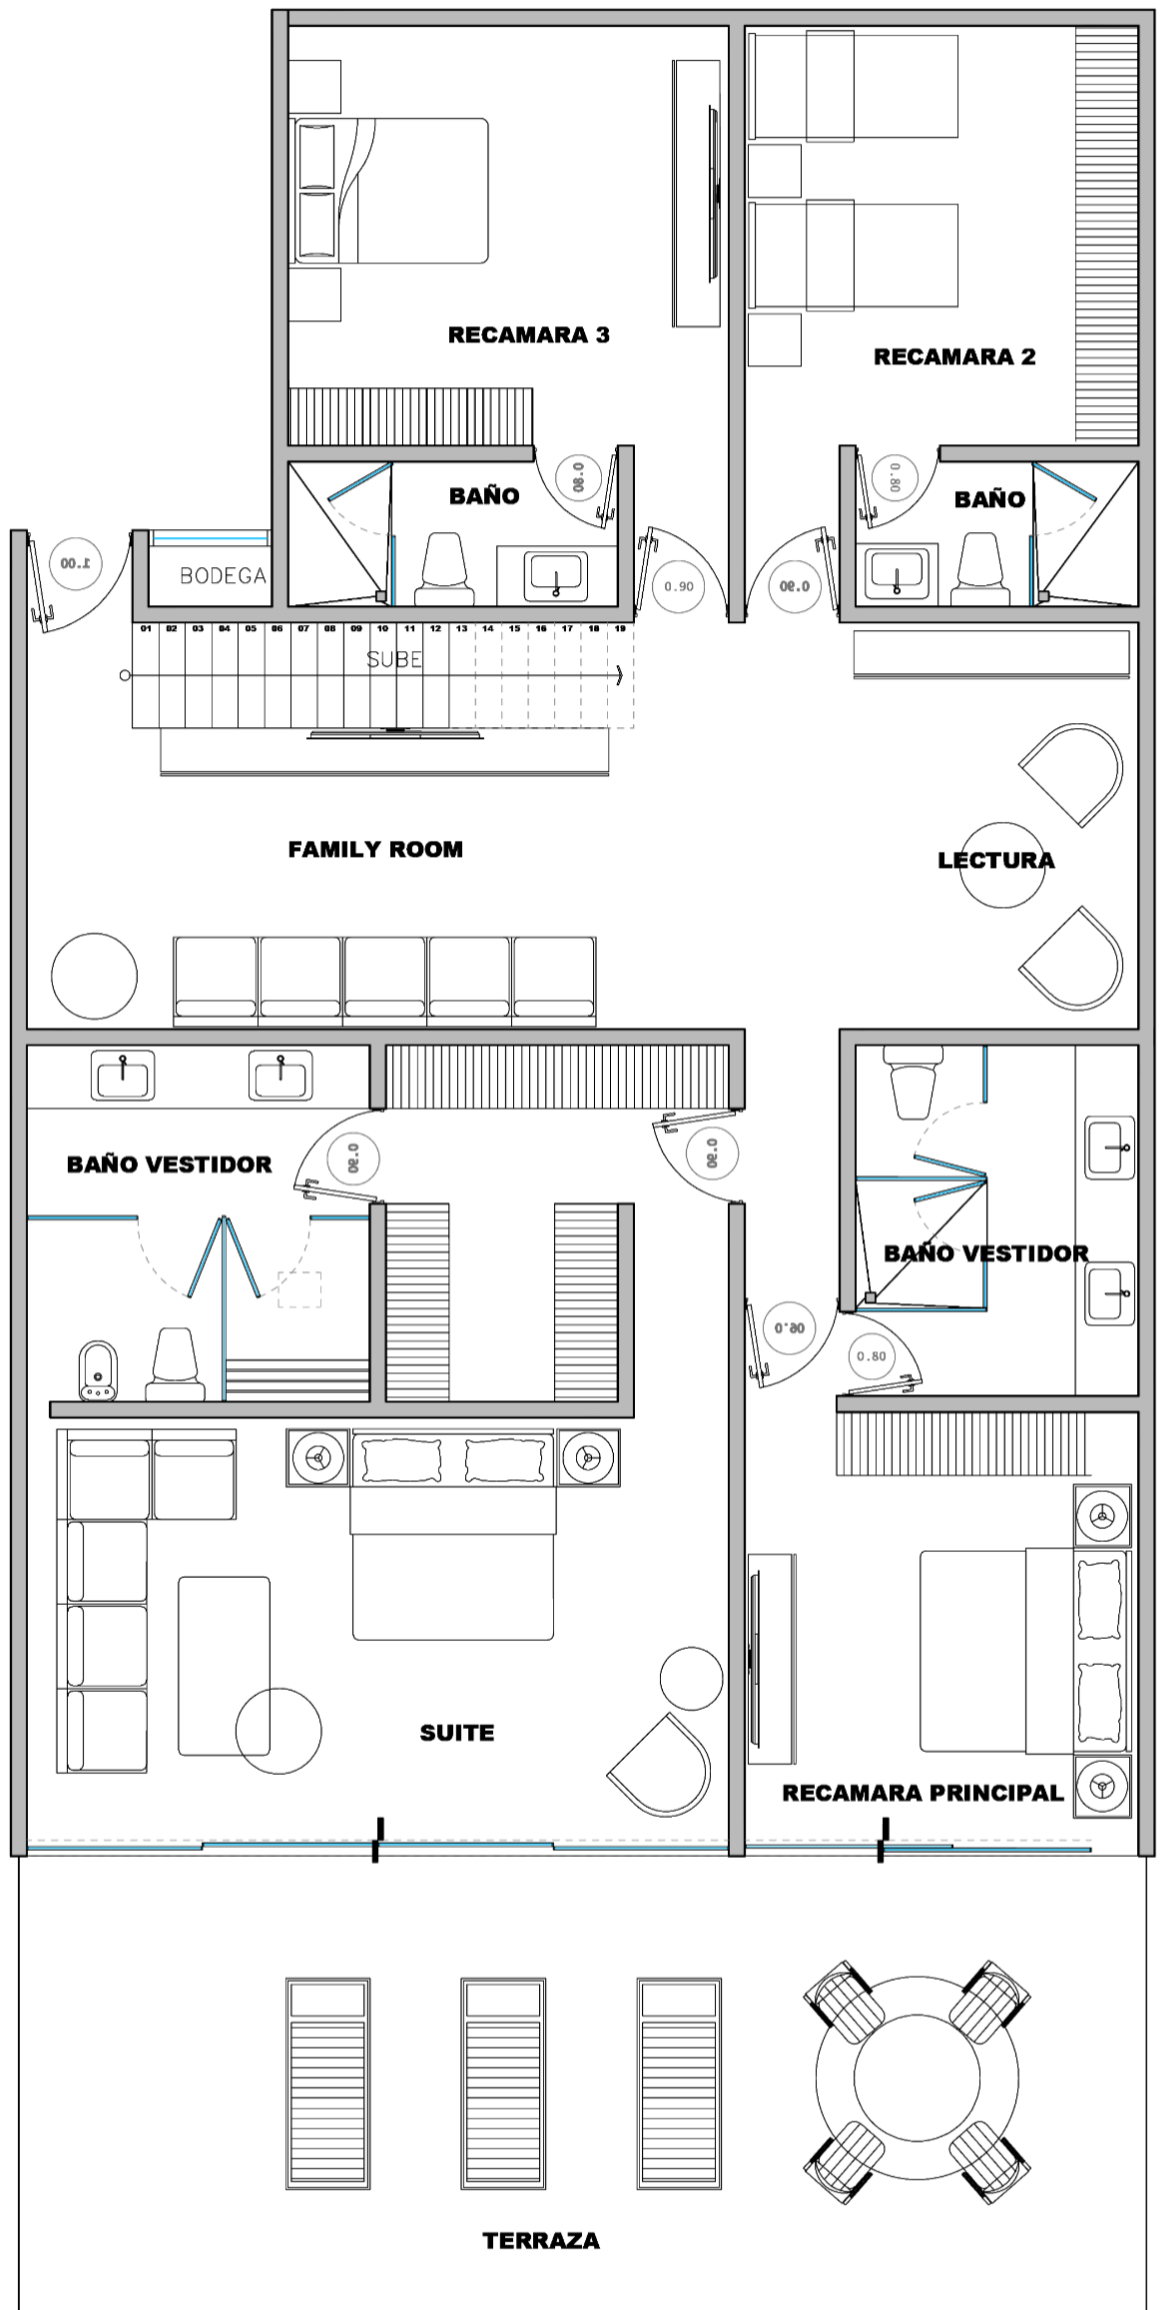 RECAMARA 3
RECAMARA 2
0.80
0.80
BAÑO
BAÑO
1.00
BODEGA
0.90
0.90
01 02 03 04 05 06 07 08 09 10 11 12 13 14 15 16 17 18 19
SUBE
FAMILY ROOM
LECTURA
0.90
0.90
BAÑO VESTIDOR
BAÑO VESTIDOR
0.90
0.80
SUITE
RECAMARA PRINCIPAL
TERRAZA